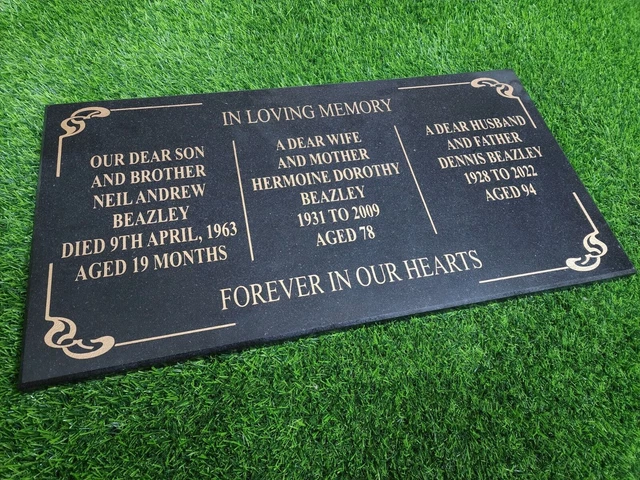 IN LOVING MEMORY
OUR DEAR SON
AND BROTHER
NEIL ANDREW
BEAZLEY
DIED 9TH APRIL, 1963
AGED 19 MONTHS
A DEAR WIFE
AND MOTHER
HERMOINE DOROTHY
BEAZLEY
1931 TO 2009
AGED 78
A DEAR HUSBAND
AND FATHER
DENNIS BEAZLEY
1928 TO 2022
AGED 94
FOREVER IN OUR HEARTS